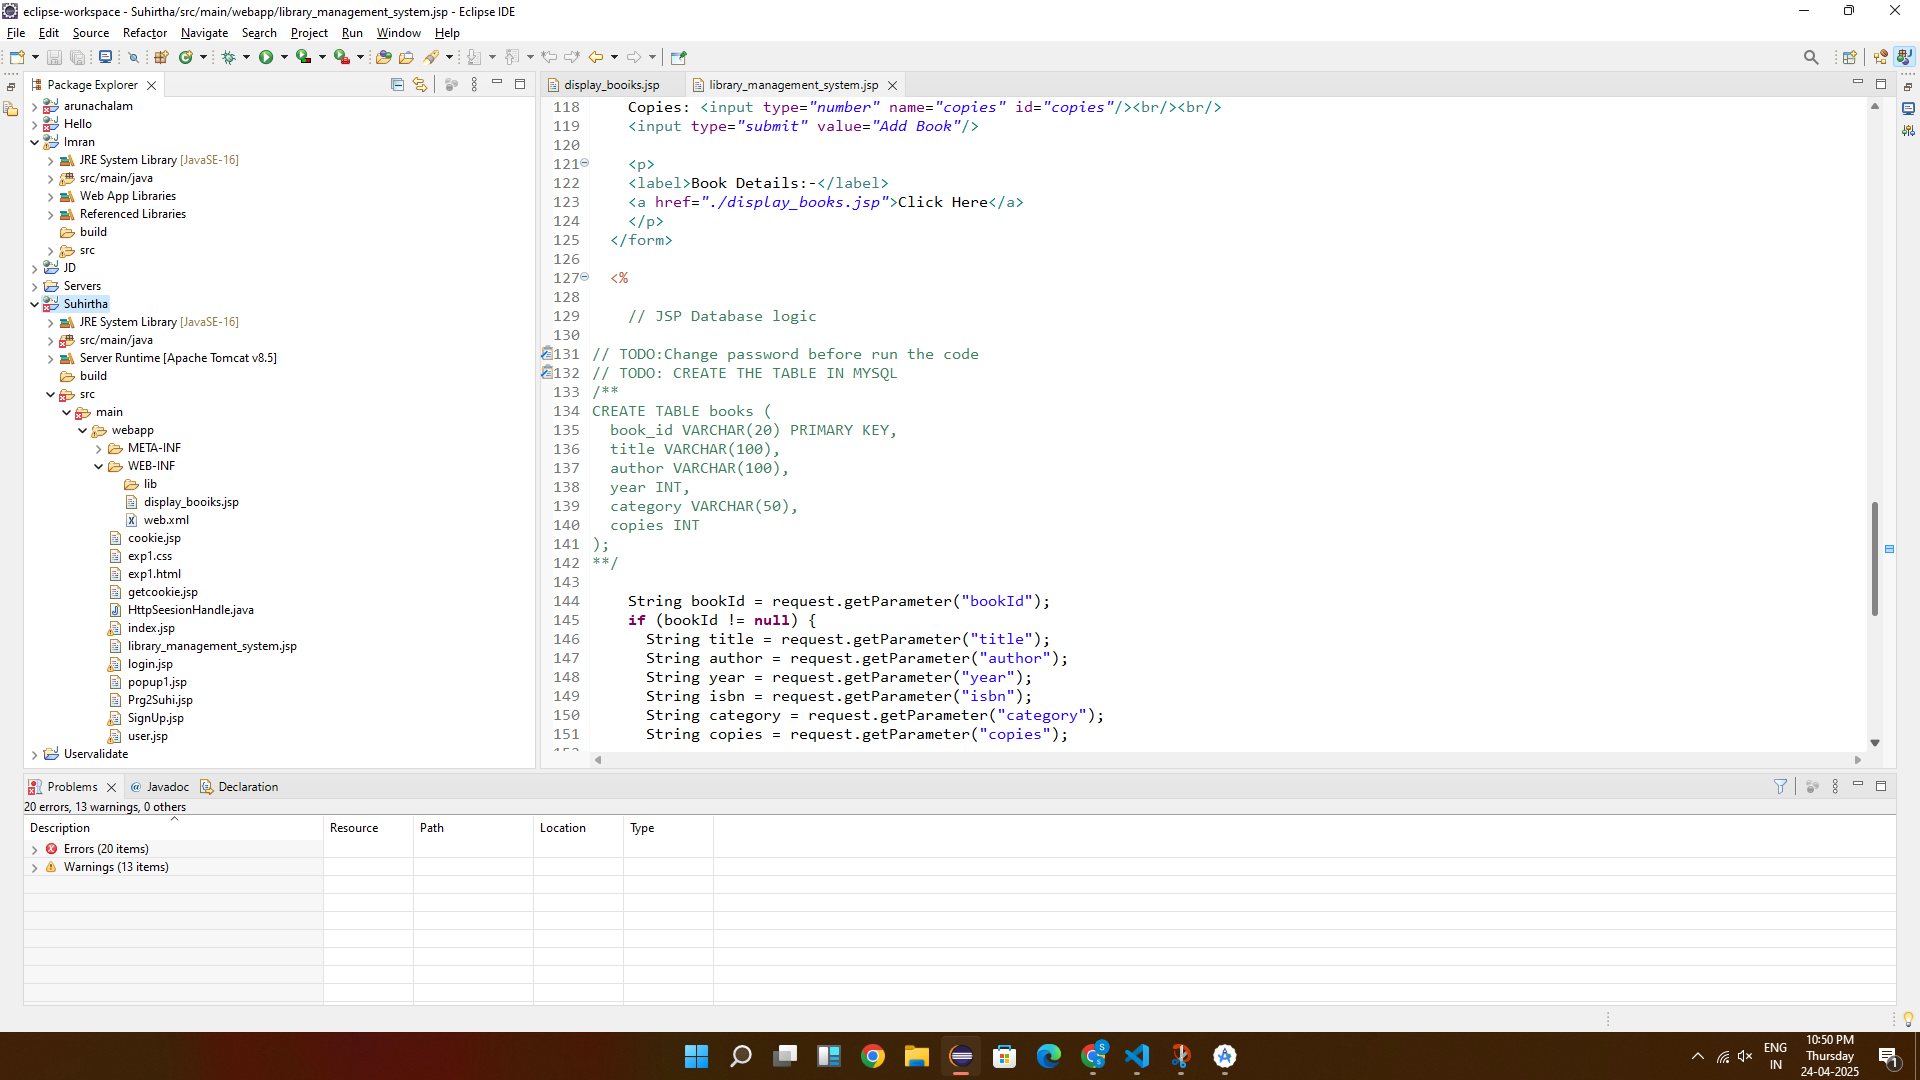 eclipse-workspace - Suhirtha/src/main/webapp/library_management_system.jsp - Eclipse IDE
File Edit Source Refactor Navigate Search Project Run Window Help
Package Explorer
arunachalam
Hello
Imran
JRE System Library [JavaSE-16]
src/main/java
Web App Libraries
Referenced Libraries
build
src
JD
Servers
Suhirtha
JRE System Library [JavaSE-16]
src/main/java
Server Runtime [Apache Tomcat v8.5]
build
src
main
webapp
META-INF
WEB-INF
lib
display_booiks.jsp
web.xml
cookie.jsp
exp1.css
exp1.html
getcookie.jsp
HttpSeesionHandle.java
index.jsp
library_management_system.jsp
login.jsp
popup1.jsp
Prg2Suhi.jsp
SignUp.jsp
user.jsp
Uservalidate
display_booiks.jsp library_management_system.jsp
118 Copies: <input type="number" name="copies" id="copies"/><br/><br/>
119 <input type="submit" value="Add Book"/>
120
121 <p>
122 <label>Book Details:-</label>
123 <a href="./display_books.jsp">Click Here</a>
124 </p>
125 </form>
126
127 <%
128
129 // JSP Database logic
130
131 // TODO:Change password before run the code
132 // TODO: CREATE THE TABLE IN MYSQL
133 /**
134 CREATE TABLE books (
135 book_id VARCHAR(20) PRIMARY KEY,
136 title VARCHAR(100),
137 author VARCHAR(100),
138 year INT,
139 category VARCHAR(50),
140 copies INT
141 );
142 **/
143
144 String bookId = request.getParameter("bookId");
145 if (bookId != null) {
146 String title = request.getParameter("title");
147 String author = request.getParameter("author");
148 String year = request.getParameter("year");
149 String isbn = request.getParameter("isbn");
150 String category = request.getParameter("category");
151 String copies = request.getParameter("copies");
Problems Javadoc Declaration
20 errors, 13 warnings, 0 others
Description Resource Path Location Type
Errors (20 items)
Warnings (13 items)
ENG
IN
10:50 PM
Thursday
24-04-2025
1